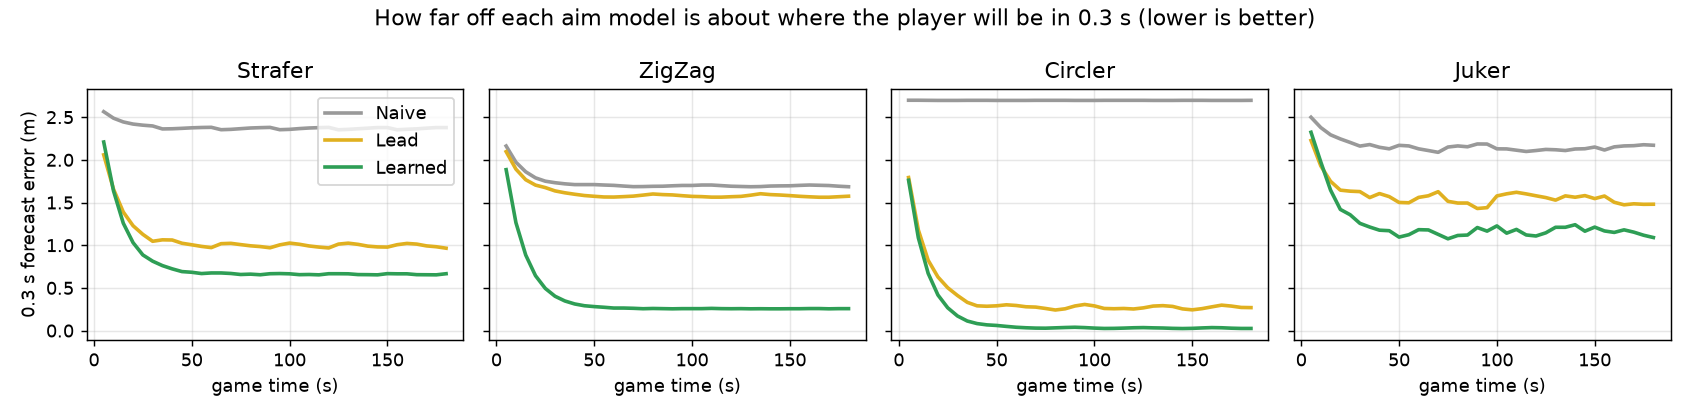 How far off each aim model is about where the player will be in 0.3 s (lower is better)
Strafer
ZigZag
Circler
Juker
0.3 s forecast error (m)
2.5
2.0
1.5
1.0
0.5
0.0
Naive
Lead
Learned
0 50 100 150
0 50 100 150
0 50 100 150
0 50 100 150
game time (s)
game time (s)
game time (s)
game time (s)